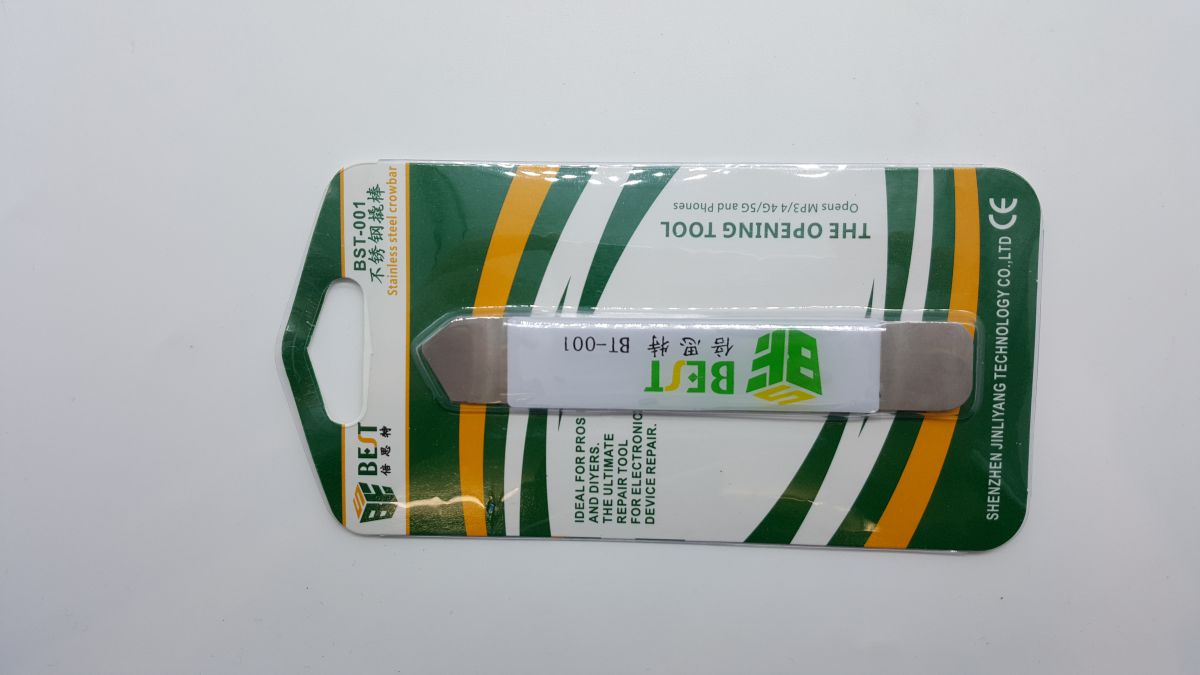 BST-001
不锈钢撬棒
Stainless steel crowbar
BEST
倍思特
THE OPENING TOOL
Opens MP3/4 4G/5G and Phones
BS BEST
倍思特 BT-001
IDEAL FOR PROS
AND DIYERS.
THE ULTIMATE
REPAIR TOOL
FOR ELECTRONIC
DEVICE REPAIR.
SHENZHEN JINLIYANG TECHNOLOGY CO.,LTD CE